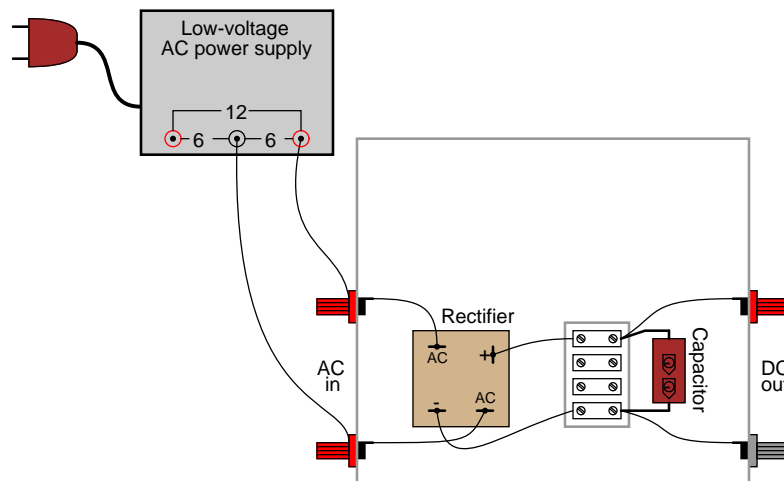 Low-voltage
AC power supply
12
6
6
Rectifier
AC
+
-
AC
Capacitor
AC
in
DC
out